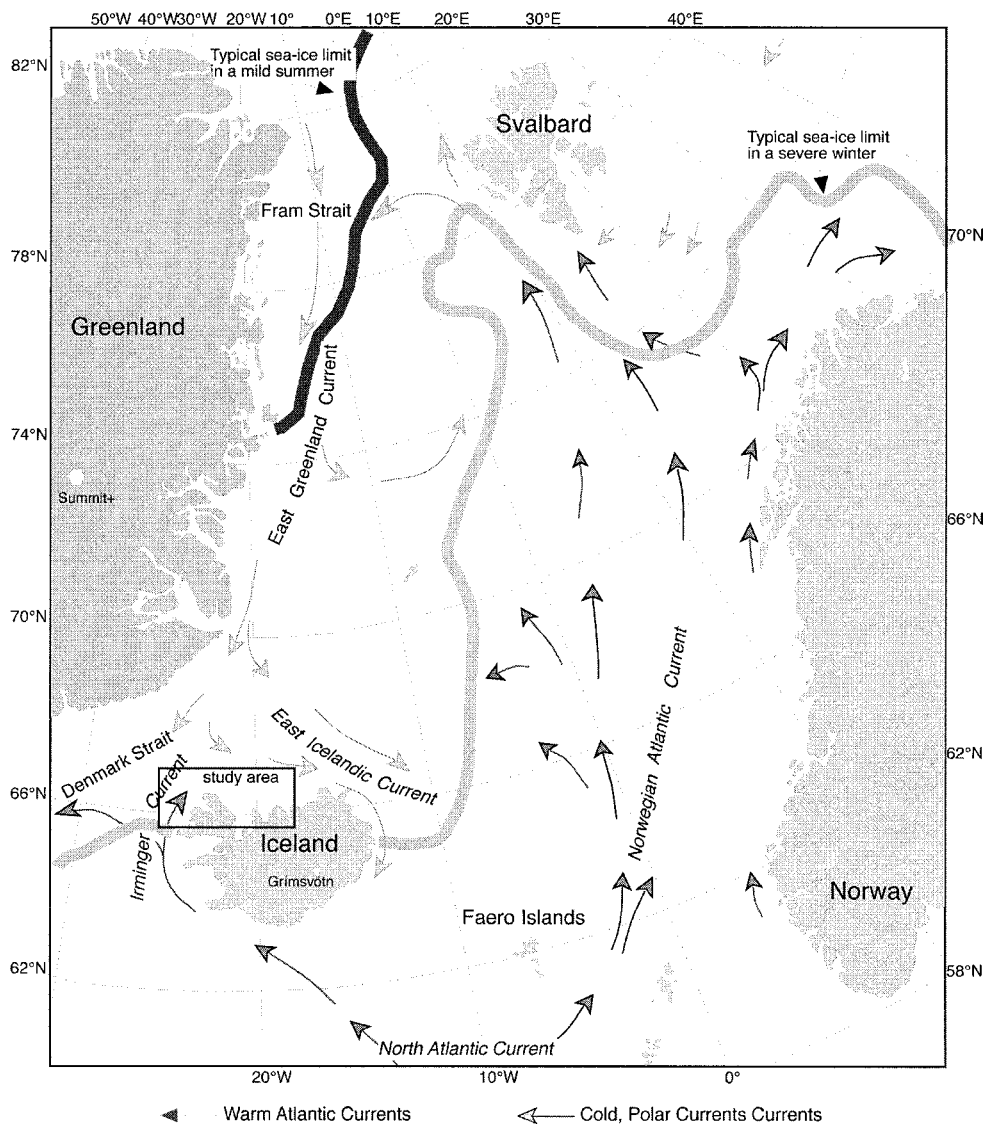 50°W 40°W 30°W 20°W 10° 0°E 10°E 20°E 30°E 40°E
82°N
Typical sea-ice limit
in a mild summer
Svalbard
Typical sea-ice limit
in a severe winter
Fram Strait
78°N
70°N
Greenland
East Greenland Current
74°N
Summit+
66°N
70°N
Norwegian Atlantic Current
East Icelandic Current
Denmark Strait
62°N
66°N
study area
Irminger Current
Iceland
Grimsvötn
Norway
Faero Islands
62°N
58°N
North Atlantic Current
20°W 10°W 0°
Warm Atlantic Currents
Cold, Polar Currents Currents